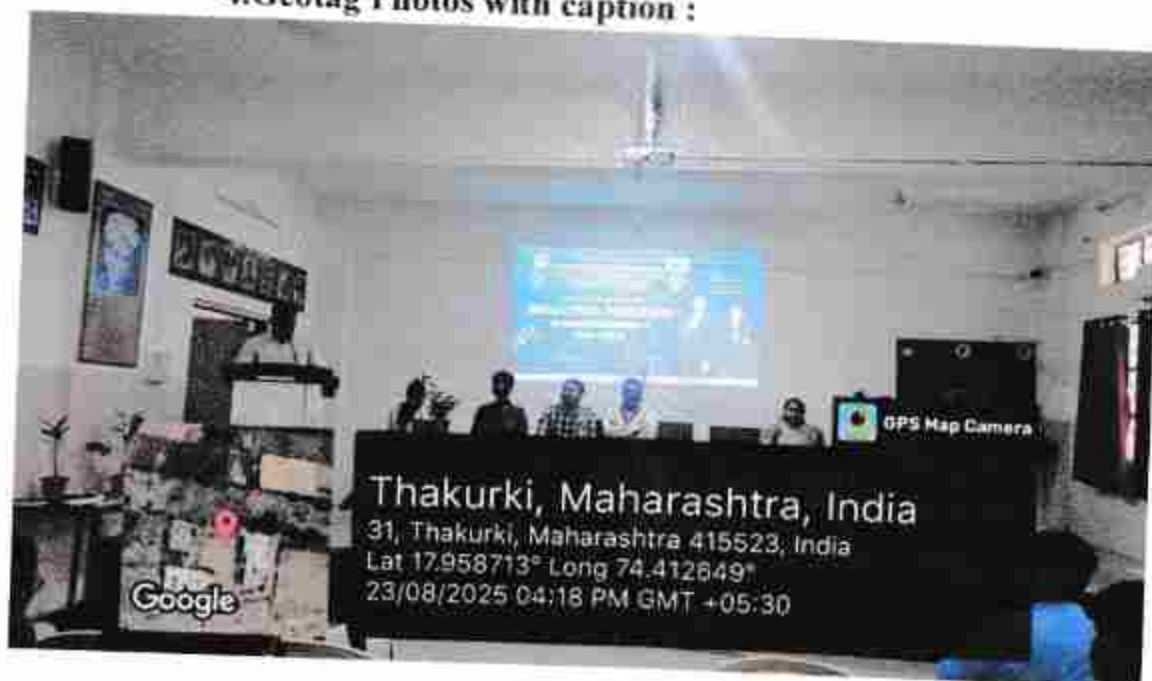 Geotag Photos with caption :
GPS Map Camera
Thakurki, Maharashtra, India
31, Thakurki, Maharashtra 415523, India
Lat 17.958713° Long 74.412649°
23/08/2025 04:18 PM GMT +05:30
Google